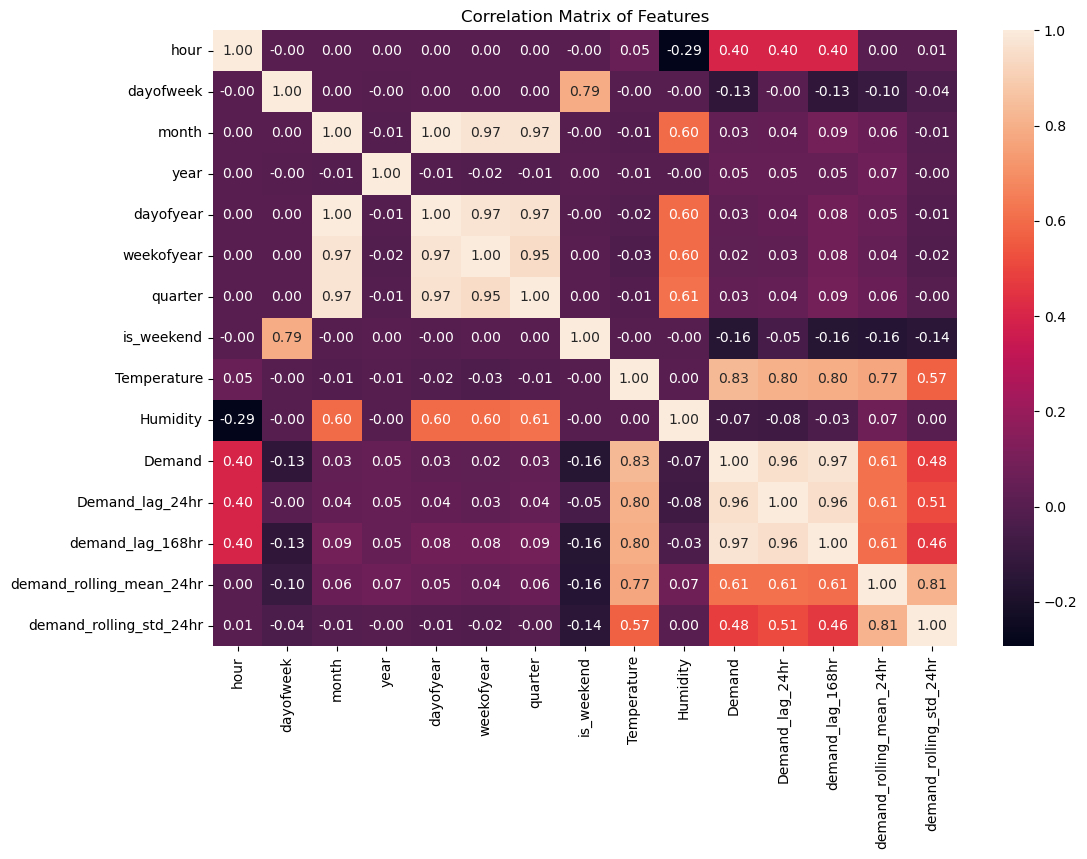 Correlation Matrix of Features
hour 1.00 -0.00 0.00 0.00 0.00 0.00 0.00 -0.00 0.05 -0.29 0.40 0.40 0.40 0.00 0.01
dayofweek -0.00 1.00 0.00 -0.00 0.00 0.00 0.00 0.79 -0.00 -0.00 -0.13 -0.00 -0.13 -0.10 -0.04
month 0.00 0.00 1.00 -0.01 1.00 0.97 0.97 -0.00 -0.01 0.60 0.03 0.04 0.09 0.06 -0.01
year 0.00 -0.00 -0.01 1.00 -0.01 -0.02 -0.01 0.00 -0.01 -0.00 0.05 0.05 0.05 0.07 -0.00
dayofyear 0.00 0.00 1.00 -0.01 1.00 0.97 0.97 -0.00 -0.02 0.60 0.03 0.04 0.08 0.05 -0.01
weekofyear 0.00 0.00 0.97 -0.02 0.97 1.00 0.95 0.00 -0.03 0.60 0.02 0.03 0.08 0.04 -0.02
quarter 0.00 0.00 0.97 -0.01 0.97 0.95 1.00 0.00 -0.01 0.61 0.03 0.04 0.09 0.06 -0.00
is_weekend -0.00 0.79 -0.00 0.00 -0.00 0.00 0.00 1.00 -0.00 -0.00 -0.16 -0.05 -0.16 -0.16 -0.14
Temperature 0.05 -0.00 -0.01 -0.01 -0.02 -0.03 -0.01 -0.00 1.00 0.00 0.83 0.80 0.80 0.77 0.57
Humidity -0.29 -0.00 0.60 -0.00 0.60 0.60 0.61 -0.00 0.00 1.00 -0.07 -0.08 -0.03 0.07 0.00
Demand 0.40 -0.13 0.03 0.05 0.03 0.02 0.03 -0.16 0.83 -0.07 1.00 0.96 0.97 0.61 0.48
Demand_lag_24hr 0.40 -0.00 0.04 0.05 0.04 0.03 0.04 -0.05 0.80 -0.08 0.96 1.00 0.96 0.61 0.51
demand_lag_168hr 0.40 -0.13 0.09 0.05 0.08 0.08 0.09 -0.16 0.80 -0.03 0.97 0.96 1.00 0.61 0.46
demand_rolling_mean_24hr 0.00 -0.10 0.06 0.07 0.05 0.04 0.06 -0.16 0.77 0.07 0.61 0.61 0.61 1.00 0.81
demand_rolling_std_24hr 0.01 -0.04 -0.01 -0.00 -0.01 -0.02 -0.00 -0.14 0.57 0.00 0.48 0.51 0.46 0.81 1.00
hour
dayofweek
month
year
dayofyear
weekofyear
quarter
is_weekend
Temperature
Humidity
Demand
Demand_lag_24hr
demand_lag_168hr
demand_rolling_mean_24hr
demand_rolling_std_24hr
1.0
0.8
0.6
0.4
0.2
0.0
−0.2